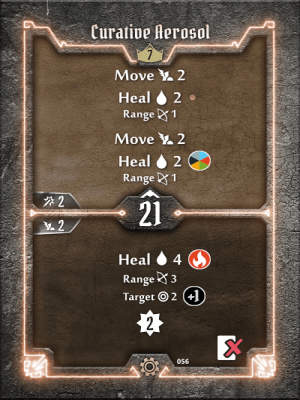 Curative Aerosol
7
Move 2
Heal 2
Range 1
Move 2
Heal 2
Range 1
2
21
2
Heal 4
Range 3
Target 2 +1
2
056